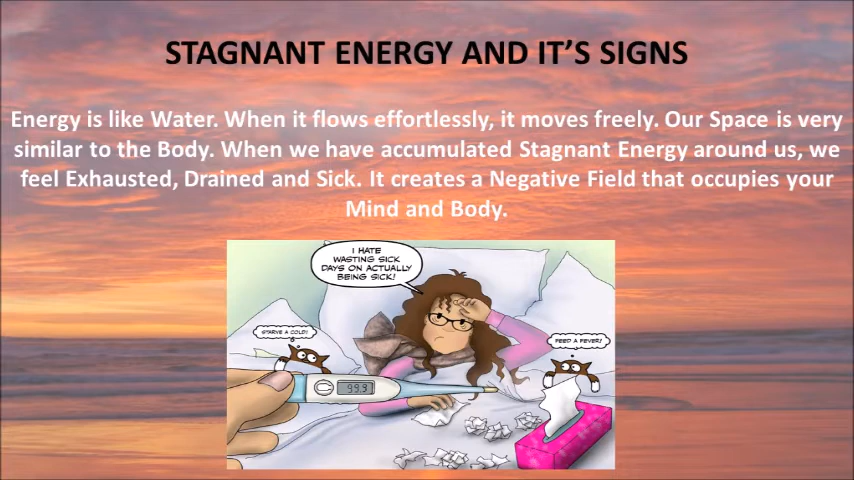 STAGNANT ENERGY AND IT'S SIGNS
Energy is like Water. When it flows effortlessly, it moves freely. Our Space is very
similar to the Body. When we have accumulated Stagnant Energy around us, we
feel Exhausted, Drained and Sick. It creates a Negative Field that occupies your
Mind and Body.
I HATE
WASTING SICK
DAYS ON ACTUALLY
BEING SICK!
STARVE A COLD!
FEED A FEVER!
99.3